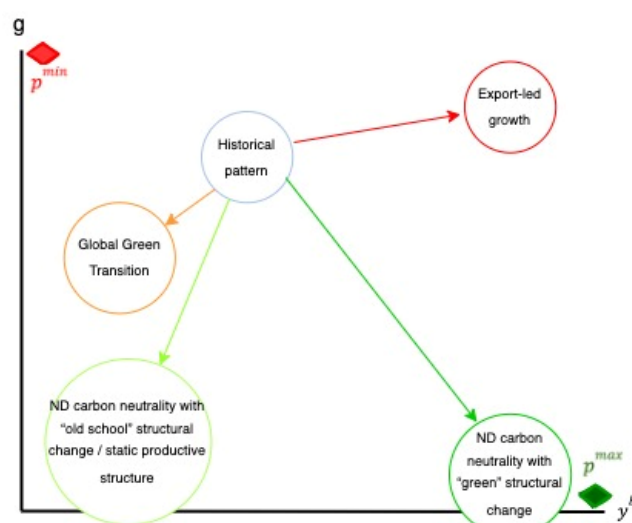 g
p^min
Export-led
growth
Historical
pattern
Global Green
Transition
ND carbon neutrality with
“old school” structural
change / static productive
structure
ND carbon
neutrality with
“green” structural
change
p^max